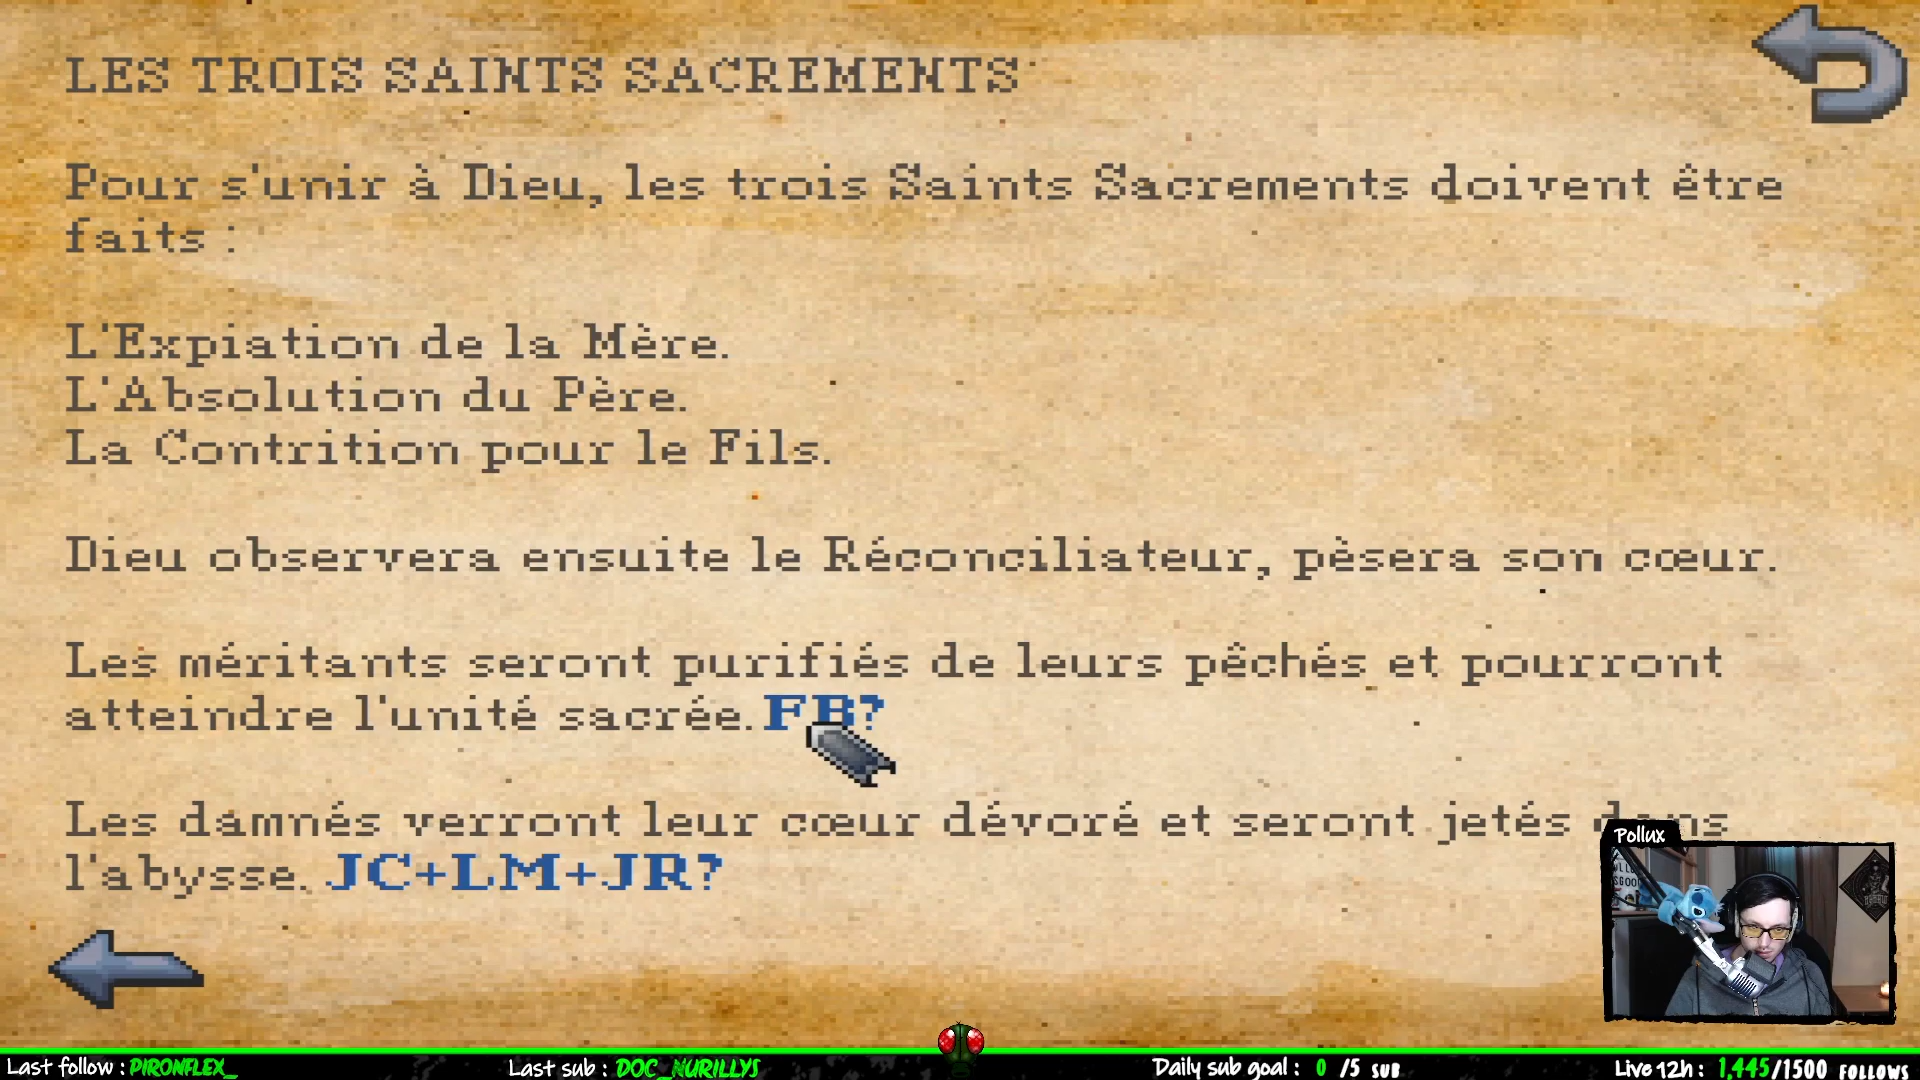 LES TROIS SAINTS SACREMENTS
Pour s'unir à Dieu, les trois Saints Sacrements doivent être
faits :
L'Expiation de la Mère.
L'Absolution du Père.
La Contrition pour le Fils.
Dieu observera ensuite le Réconciliateur, pèsera son cœur.
Les méritants seront purifiés de leurs pêchés et pourront
atteindre l'unité sacrée. FB?
Les damnés verront leur cœur dévoré et seront jetés dans
l'abysse. JC+LM+JR?
Pollux
Last follow : PIRONFLEX_
Last sub : DOC_NURILLYS
Daily sub goal : 0 /5 SUB
Live 12h : 1,445/1500 FOLLOWS